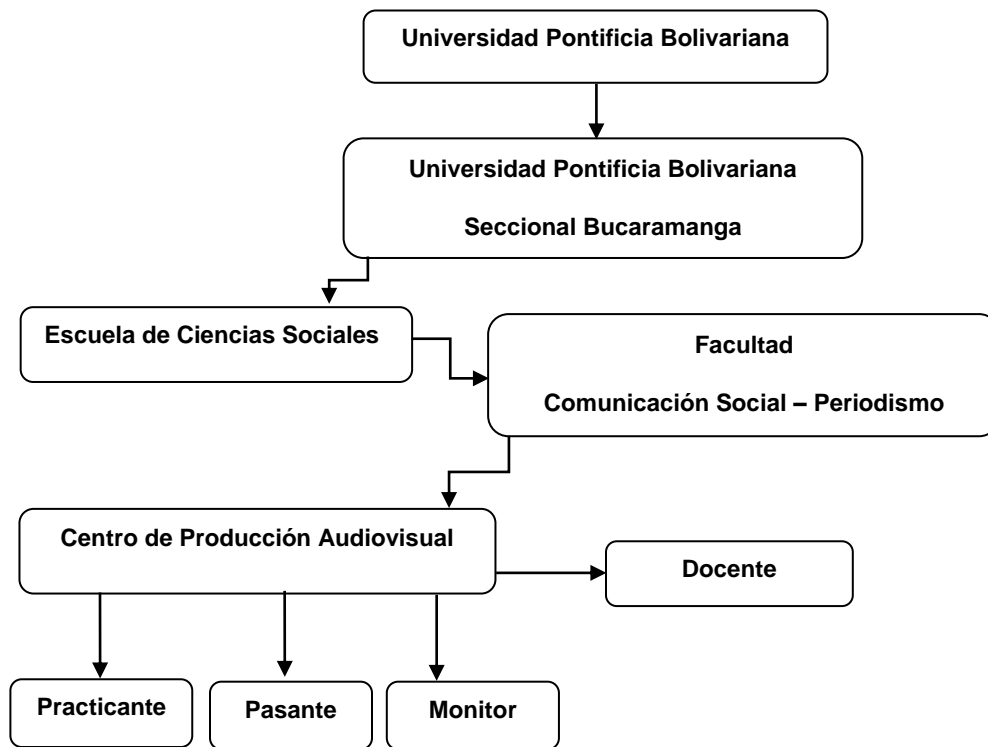 Universidad Pontificia Bolivariana
Universidad Pontificia Bolivariana
Seccional Bucaramanga
Escuela de Ciencias Sociales
Facultad
Comunicación Social – Periodismo
Centro de Producción Audiovisual
Docente
Practicante
Pasante
Monitor